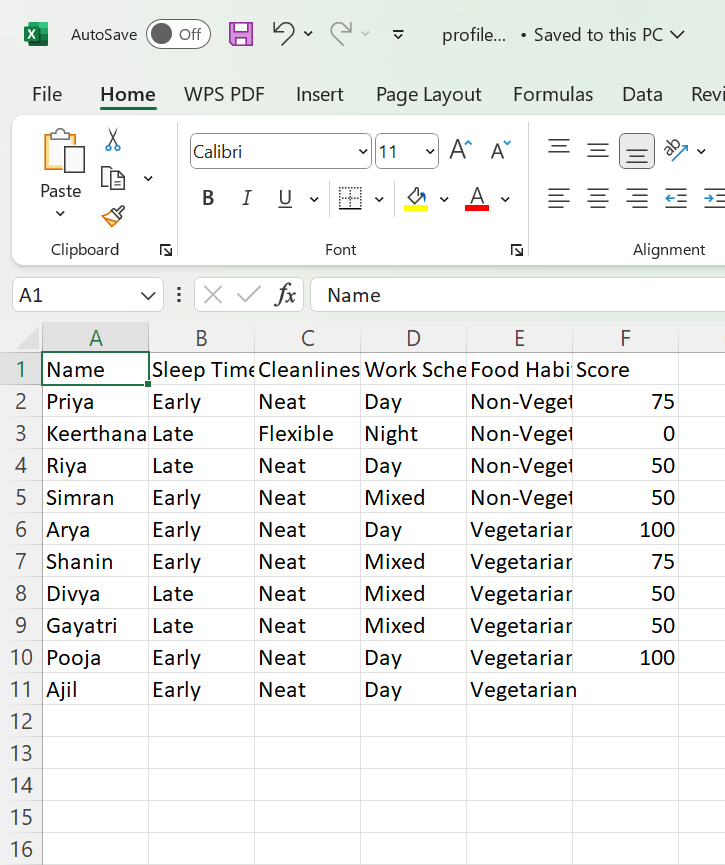 AutoSave Off profile... • Saved to this PC
File Home WPS PDF Insert Page Layout Formulas Data Revi
Paste
Calibri 11 A A
B I U A
Clipboard Font Alignment
A1 fx Name
A B C D E F
1 Name Sleep Time Cleanlines Work Sche Food Habi Score
2 Priya Early Neat Day Non-Veget 75
3 Keerthana Late Flexible Night Non-Veget 0
4 Riya Late Neat Day Non-Veget 50
5 Simran Early Neat Mixed Non-Veget 50
6 Arya Early Neat Day Vegetarian 100
7 Shanin Early Neat Mixed Vegetarian 75
8 Divya Late Neat Mixed Vegetarian 50
9 Gayatri Late Neat Mixed Vegetarian 50
10 Pooja Early Neat Day Vegetarian 100
11 Ajil Early Neat Day Vegetarian
12
13
14
15
16